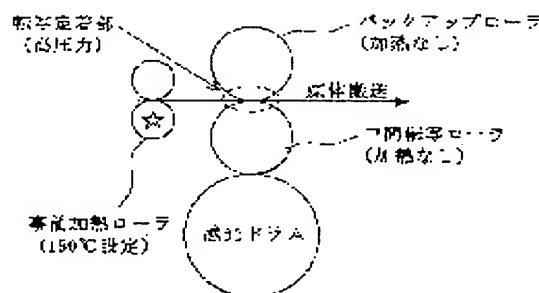 転写定着部
(高圧力)
バックアップローラ
(加熱なし)
媒体搬送
中間転写ローラ
(加熱なし)
事前加熱ローラ
(150℃設定)
感光ドラム